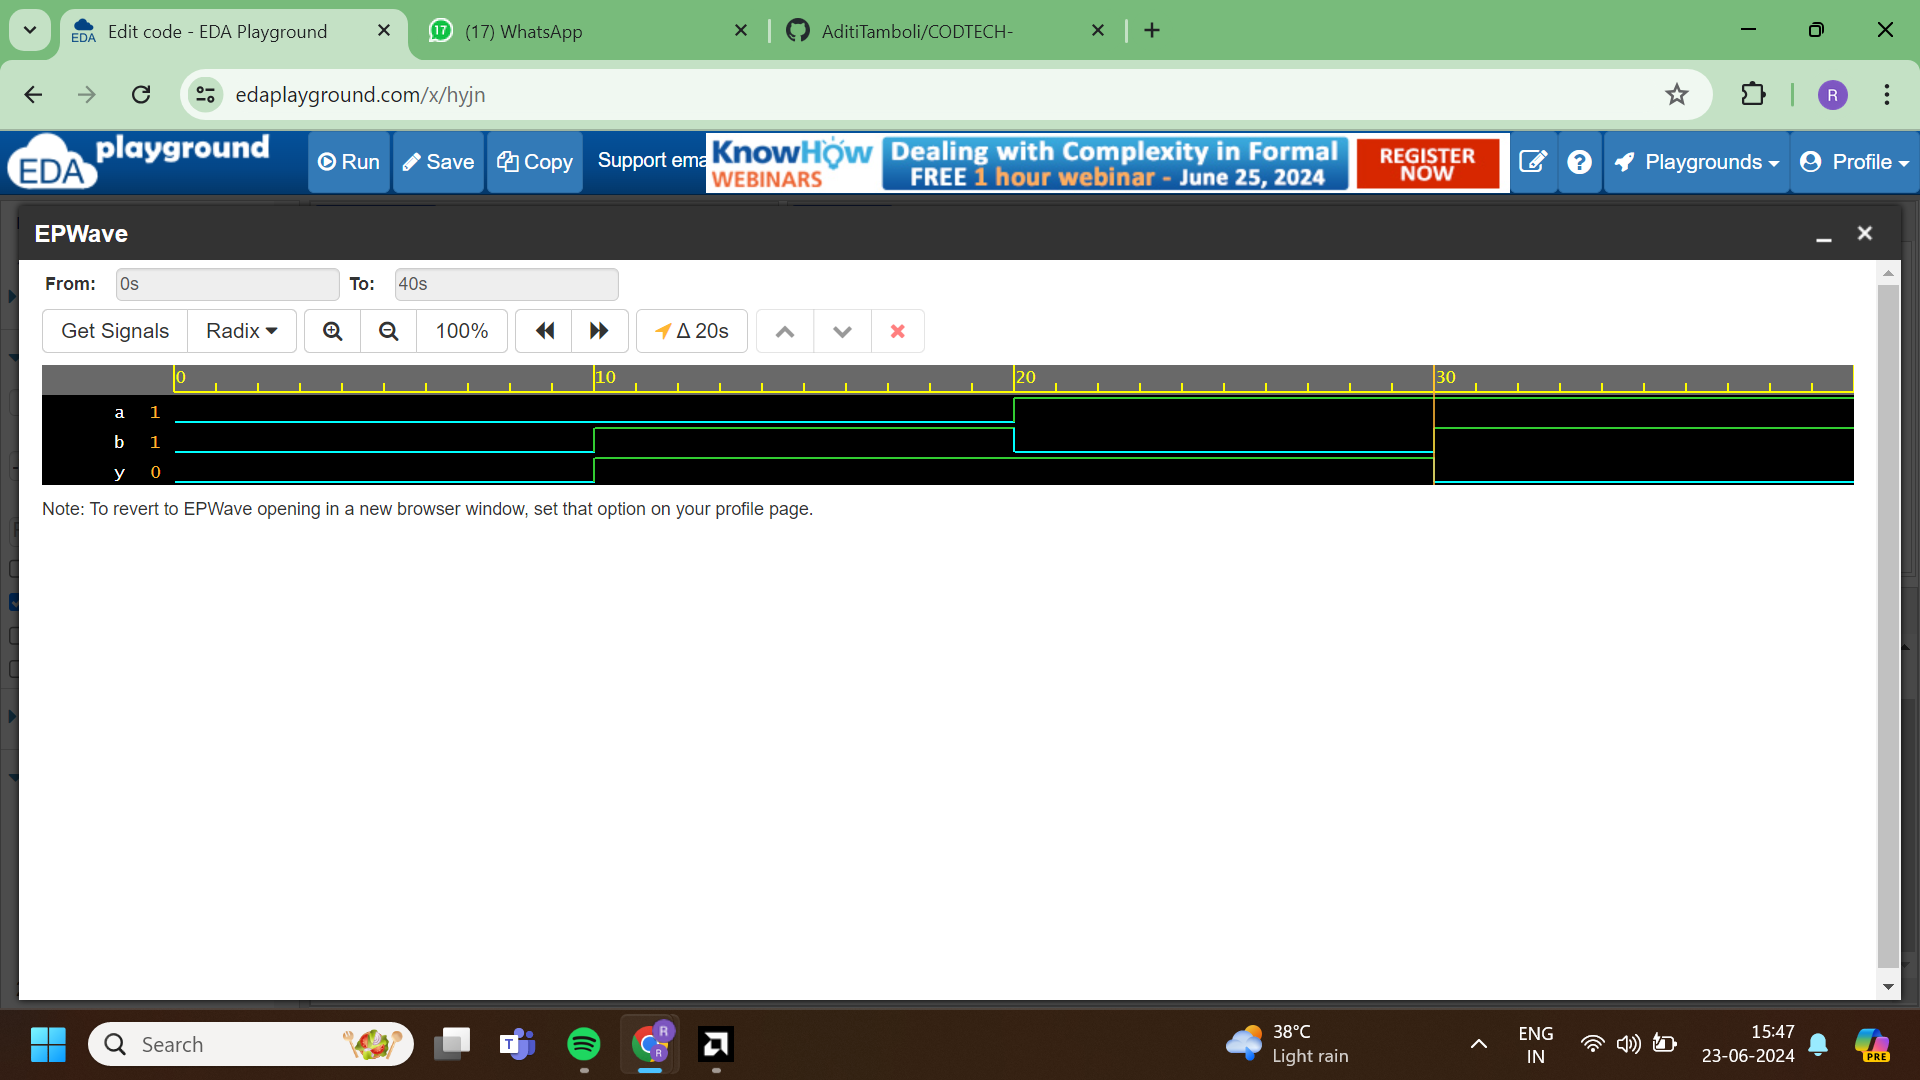 Edit code - EDA Playground
17
(17) WhatsApp
AditiTamboli/CODTECH-
edaplayground.com/x/hyjn
R
EDA playground
Run
Save
Copy
Support ema
KnowHow WEBINARS
Dealing with Complexity in Formal
FREE 1 hour webinar - June 25, 2024
REGISTER NOW
Playgrounds
Profile
EPWave
From: 0s To: 40s
Get Signals Radix 100% Δ 20s
0 10 20 30
a 1
b 1
y 0
Note: To revert to EPWave opening in a new browser window, set that option on your profile page.
Search
38°C
Light rain
ENG
IN
15:47
23-06-2024
PRE